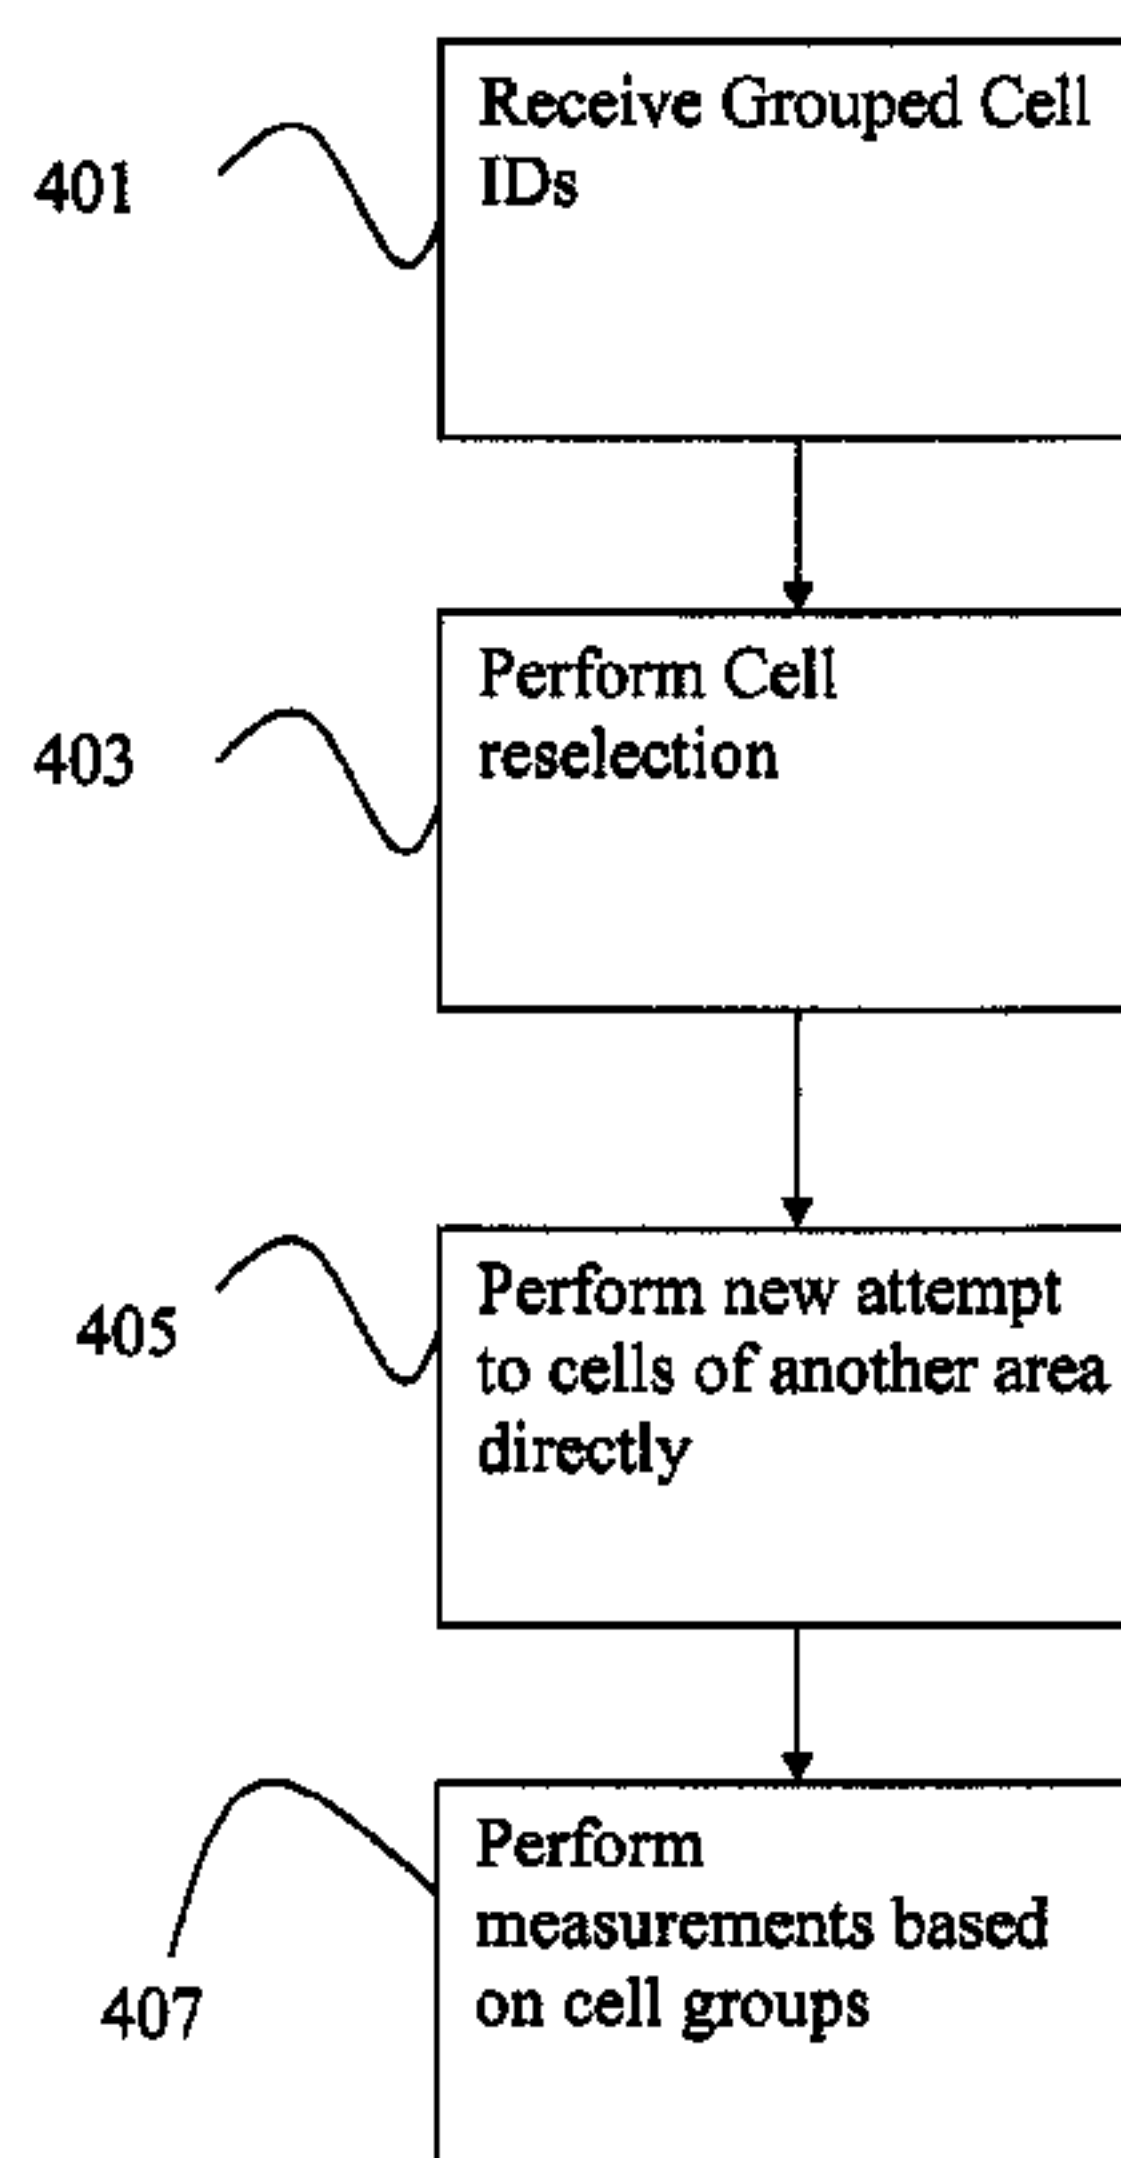 Receive Grouped Cell
IDs
401
Perform Cell
reselection
403
Perform new attempt
to cells of another area
directly
405
Perform
measurements based
on cell groups
407